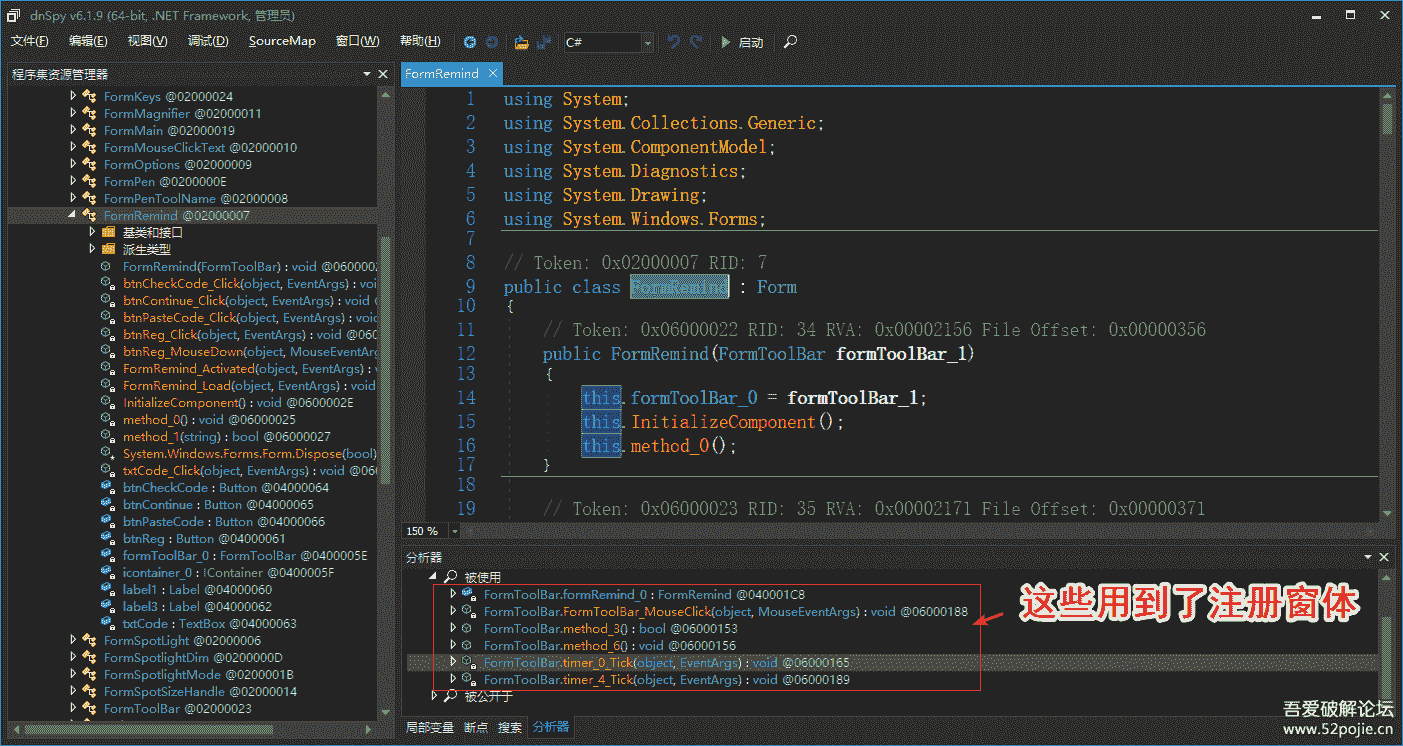 dnSpy v6.1.9 (64-bit, .NET Framework, 管理员)
文件(F) 编辑(E) 视图(V) 调试(D) SourceMap 窗口(W) 帮助(H) C# 启动
程序集资源管理器
FormKeys @02000024
FormMagnifier @02000011
FormMain @02000019
FormMouseClickText @02000010
FormOptions @02000009
FormPen @0200000E
FormPenToolName @02000008
FormRemind @02000007
基类和接口
派生类型
FormRemind(FormToolBar) : void @0600002
btnCheckCode_Click(object, EventArgs) : voi
btnContinue_Click(object, EventArgs) : void
btnPasteCode_Click(object, EventArgs) : voi
btnReg_Click(object, EventArgs) : void @060
btnReg_MouseDown(object, MouseEventArg
FormRemind_Activated(object, EventArgs) :
FormRemind_Load(object, EventArgs) : void
InitializeComponent() : void @0600002E
method_0() : void @06000025
method_1(string) : bool @06000027
System.Windows.Forms.Form.Dispose(bool)
txtCode_Click(object, EventArgs) : void @06
btnCheckCode : Button @04000064
btnContinue : Button @04000065
btnPasteCode : Button @04000066
btnReg : Button @04000061
formToolBar_0 : FormToolBar @0400005E
icontainer_0 : IContainer @0400005F
label1 : Label @04000060
label3 : Label @04000062
txtCode : TextBox @04000063
FormSpotLight @02000006
FormSpotlightDim @0200000D
FormSpotlightMode @0200001B
FormSpotSizeHandle @02000014
FormToolBar @02000023
FormRemind
1 using System;
2 using System.Collections.Generic;
3 using System.ComponentModel;
4 using System.Diagnostics;
5 using System.Drawing;
6 using System.Windows.Forms;
7
8 // Token: 0x02000007 RID: 7
9 public class FormRemind : Form
10 {
11 // Token: 0x06000022 RID: 34 RVA: 0x00002156 File Offset: 0x00000356
12 public FormRemind(FormToolBar formToolBar_1)
13 {
14 this.formToolBar_0 = formToolBar_1;
15 this.InitializeComponent();
16 this.method_0();
17 }
18
19 // Token: 0x06000023 RID: 35 RVA: 0x00002171 File Offset: 0x00000371
150 %
分析器
被使用
FormToolBar.formRemind_0 : FormRemind @040001C8
FormToolBar.FormToolBar_MouseClick(object, MouseEventArgs) : void @06000188
FormToolBar.method_3() : bool @06000153
FormToolBar.method_6() : void @06000156
FormToolBar.timer_0_Tick(object, EventArgs) : void @06000165
FormToolBar.timer_4_Tick(object, EventArgs) : void @06000189
被公开于
这些用到了注册窗体
局部变量 断点 搜索 分析器
吾爱破解论坛
www.52pojie.cn